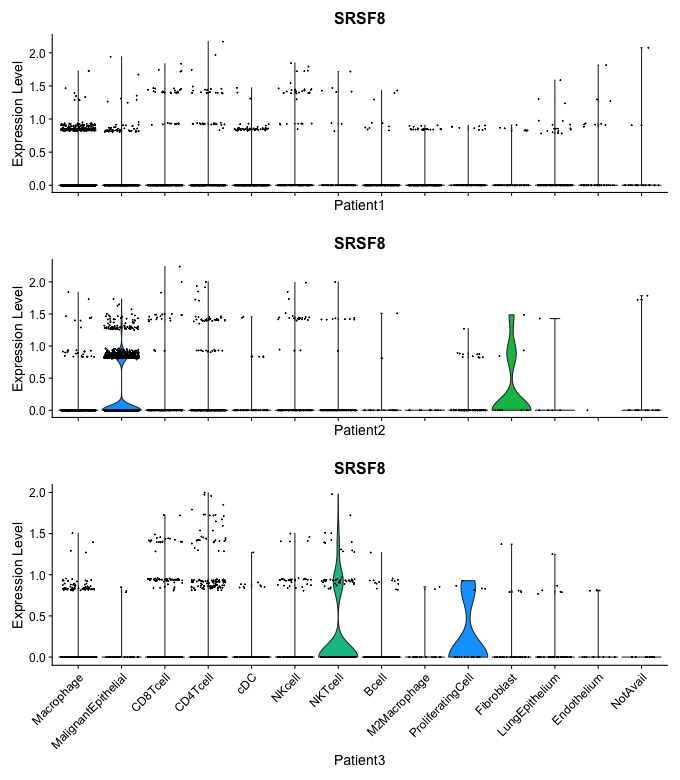 SRSF8
Expression Level
2.0
1.5
1.0
0.5
0.0
Patient1
SRSF8
Expression Level
2.0
1.5
1.0
0.5
0.0
Patient2
SRSF8
Expression Level
2.0
1.5
1.0
0.5
0.0
Macrophage
MalignantEpithelial
CD8Tcell
CD4Tcell
cDC
NKcell
NKTcell
Bcell
M2Macrophage
ProliferatingCell
Fibroblast
LungEpithelium
Endothelium
NotAvail
Patient3